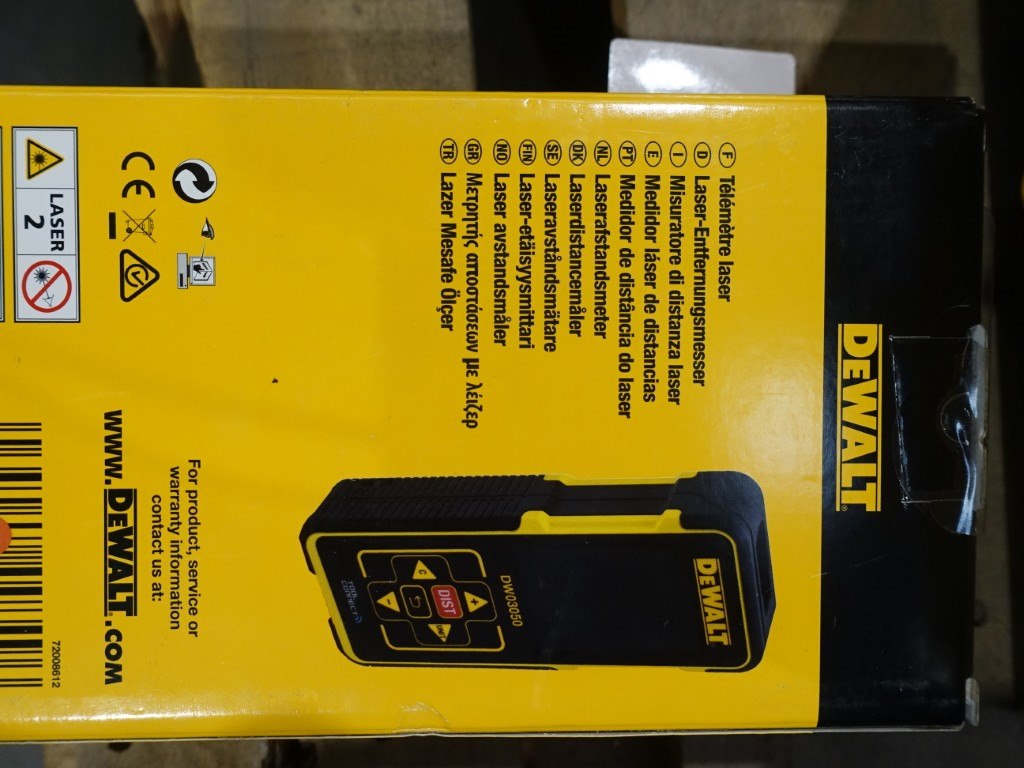 DEWALT®
F Télémètre laser
D Laser-Entfernungsmesser
I Misuratore di distanza laser
E Medidor láser de distancias
PT Medidor de distância do laser
NL Laserafstandsmeter
DK Laserdistancemåler
SE Laseravståndsmätare
FIN Laser-etäisyysmittari
NO Laser avstandsmåler
GR Μετρητής αποστάσεων με λέιζερ
TR Lazer Mesafe Ölçer
DEWALT
DW03050
DIST
C
TOOL
CONNECT
CE
LASER
2
For product, service or
warranty information
contact us at:
www.DEWALT.com
72008612